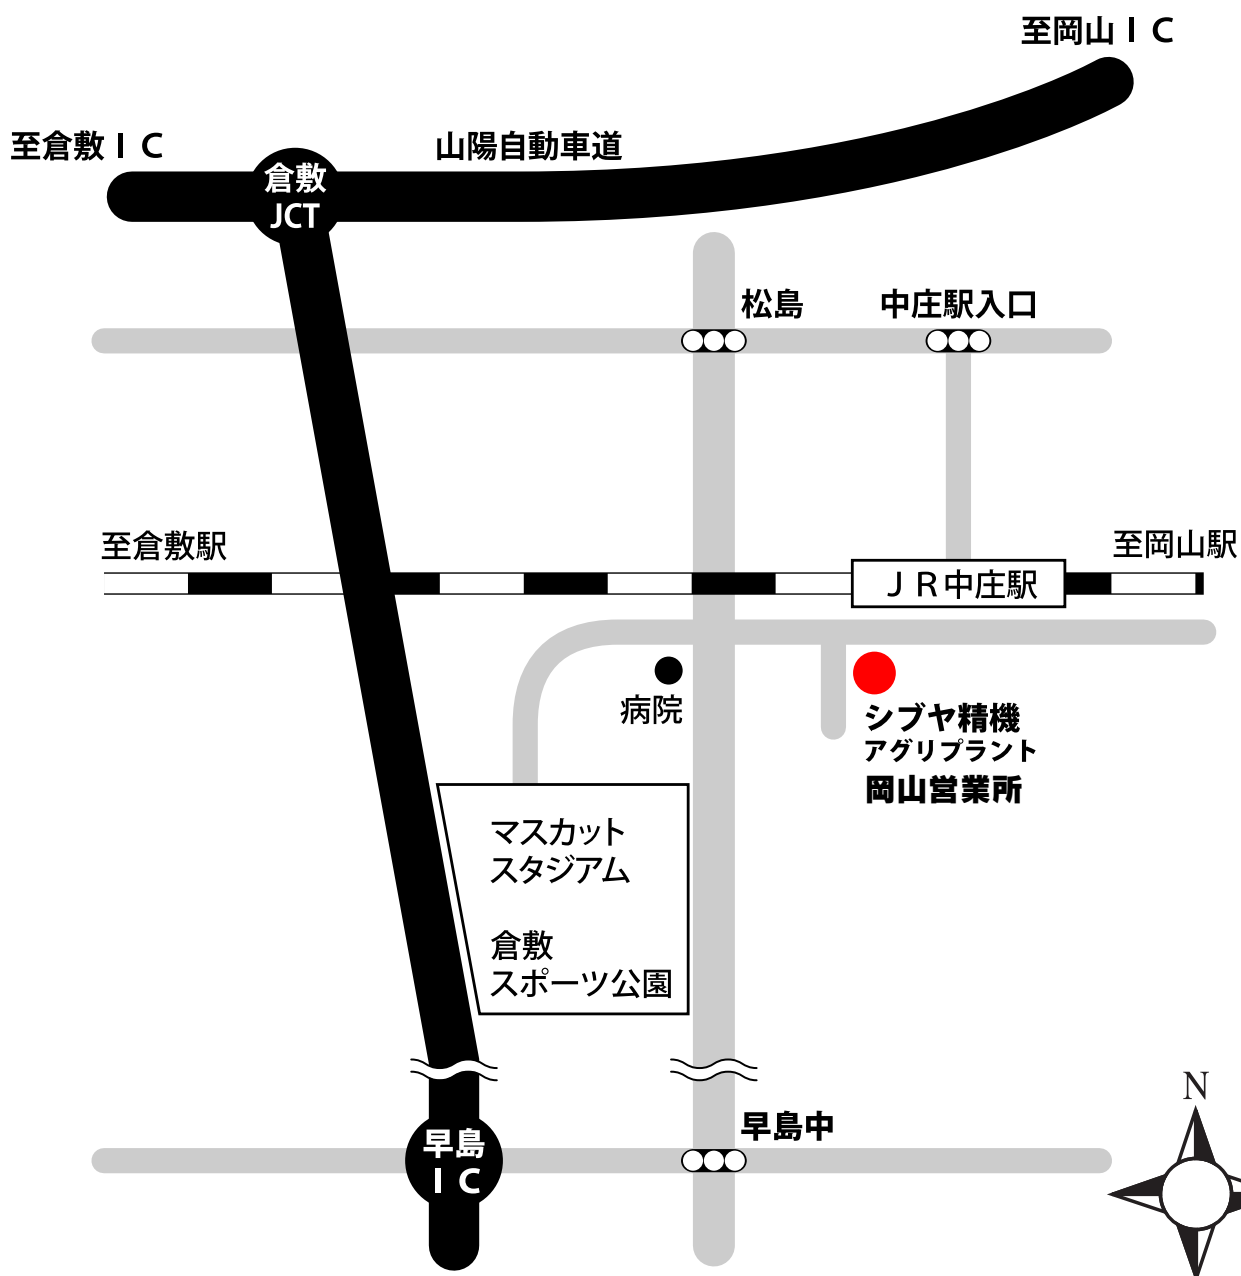 至岡山ＩＣ
至倉敷ＩＣ
山陽自動車道
倉敷
JCT
松島
中庄駅入口
至倉敷駅
至岡山駅
ＪＲ中庄駅
病院
シブヤ精機
アグリプラント
岡山営業所
マスカット
スタジアム
倉敷
スポーツ公園
N
早島中
早島
ＩＣ